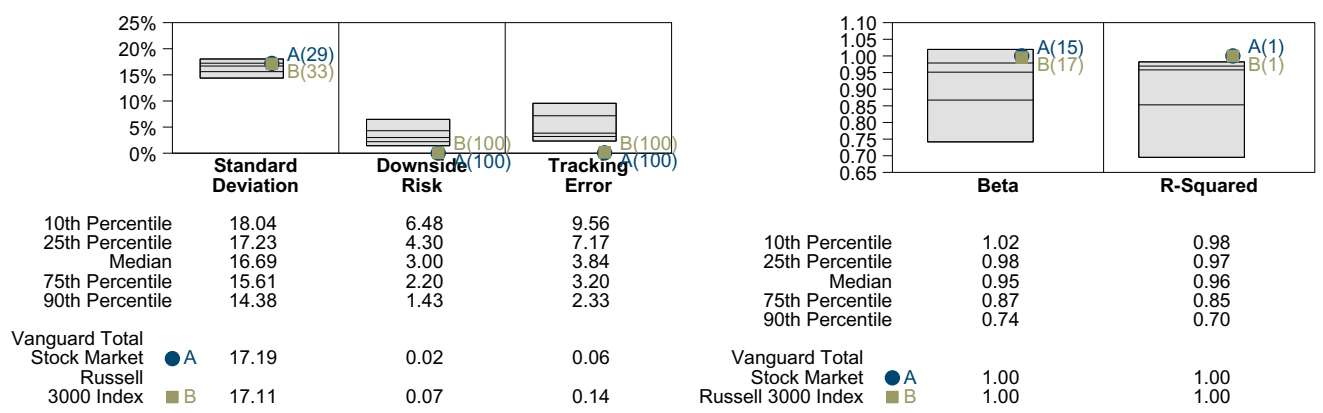 25%
20%
15%
10%
5%
0%
A(29)
B(33)
B(100)
A(100)
B(100)
A(100)
Standard Deviation
Downside Risk
Tracking Error
10th Percentile 18.04 6.48 9.56
25th Percentile 17.23 4.30 7.17
Median 16.69 3.00 3.84
75th Percentile 15.61 2.20 3.20
90th Percentile 14.38 1.43 2.33
Vanguard Total
Stock Market A 17.19 0.02 0.06
Russell
3000 Index B 17.11 0.07 0.14
1.10
1.05
1.00
0.95
0.90
0.85
0.80
0.75
0.70
0.65
A(15)
B(17)
A(1)
B(1)
Beta R-Squared
10th Percentile 1.02 0.98
25th Percentile 0.98 0.97
Median 0.95 0.96
75th Percentile 0.87 0.85
90th Percentile 0.74 0.70
Vanguard Total
Stock Market A 1.00 1.00
Russell 3000 Index B 1.00 1.00